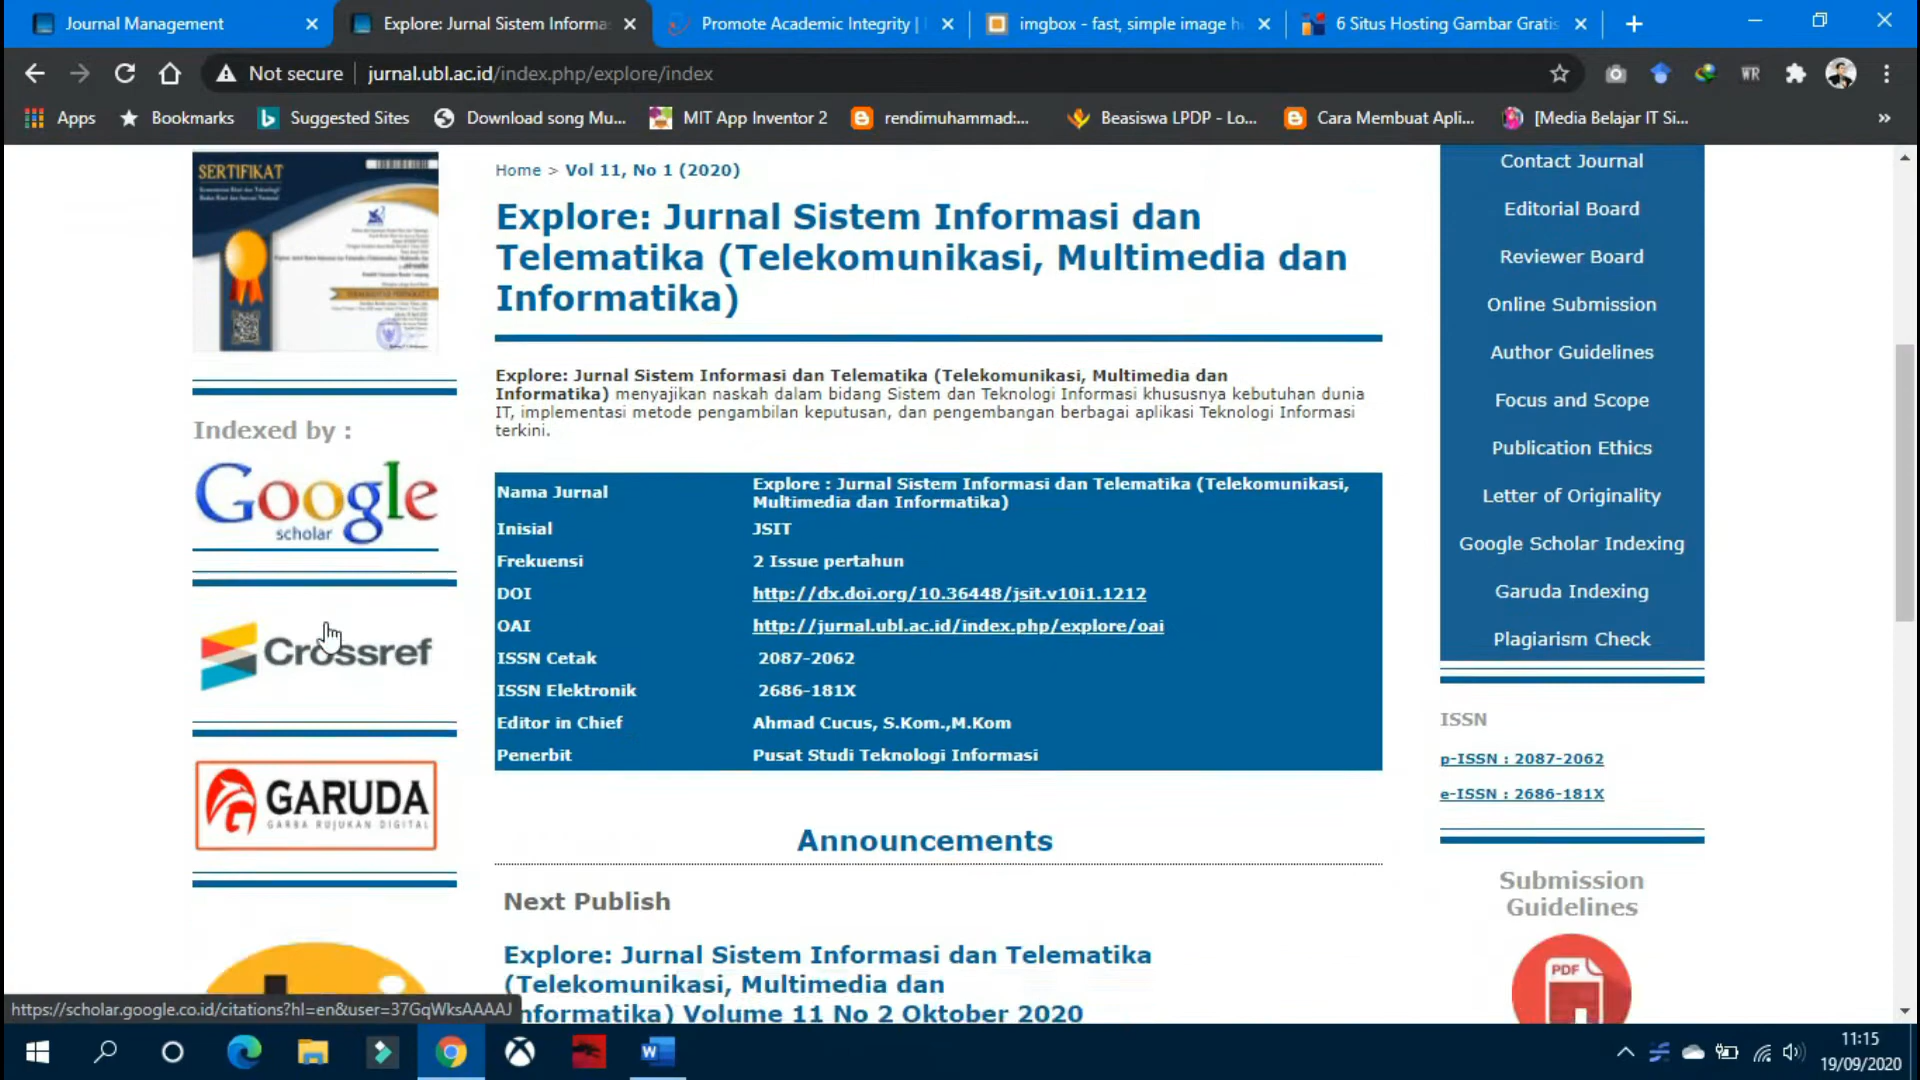 Journal Management
Explore: Jurnal Sistem Informa
Promote Academic Integrity |
imgbox - fast, simple image h
6 Situs Hosting Gambar Gratis
Not secure
jurnal.ubl.ac.id/index.php/explore/index
Apps
Bookmarks
Suggested Sites
Download song Mu...
MIT App Inventor 2
rendimuhammad:...
Beasiswa LPDP - Lo...
Cara Membuat Apli...
[Media Belajar IT Si...
SERTIFIKAT
Indexed by :
Google
scholar
Crossref
GARUDA
GARBA RUJUKAN DIGITAL
Home > Vol 11, No 1 (2020)
Explore: Jurnal Sistem Informasi dan
Telematika (Telekomunikasi, Multimedia dan
Informatika)
Explore: Jurnal Sistem Informasi dan Telematika (Telekomunikasi, Multimedia dan
Informatika) menyajikan naskah dalam bidang Sistem dan Teknologi Informasi khususnya kebutuhan dunia
IT, implementasi metode pengambilan keputusan, dan pengembangan berbagai aplikasi Teknologi Informasi
terkini.
Nama Jurnal
Explore : Jurnal Sistem Informasi dan Telematika (Telekomunikasi,
Multimedia dan Informatika)
Inisial JSIT
Frekuensi 2 Issue pertahun
DOI http://dx.doi.org/10.36448/jsit.v10i1.1212
OAI http://jurnal.ubl.ac.id/index.php/explore/oai
ISSN Cetak 2087-2062
ISSN Elektronik 2686-181X
Editor in Chief Ahmad Cucus, S.Kom.,M.Kom
Penerbit Pusat Studi Teknologi Informasi
Announcements
Next Publish
Explore: Jurnal Sistem Informasi dan Telematika
(Telekomunikasi, Multimedia dan
nformatika) Volume 11 No 2 Oktober 2020
Contact Journal
Editorial Board
Reviewer Board
Online Submission
Author Guidelines
Focus and Scope
Publication Ethics
Letter of Originality
Google Scholar Indexing
Garuda Indexing
Plagiarism Check
ISSN
p-ISSN : 2087-2062
e-ISSN : 2686-181X
Submission
Guidelines
PDF
https://scholar.google.co.id/citations?hl=en&user=37GqWksAAAAJ
11:15
19/09/2020